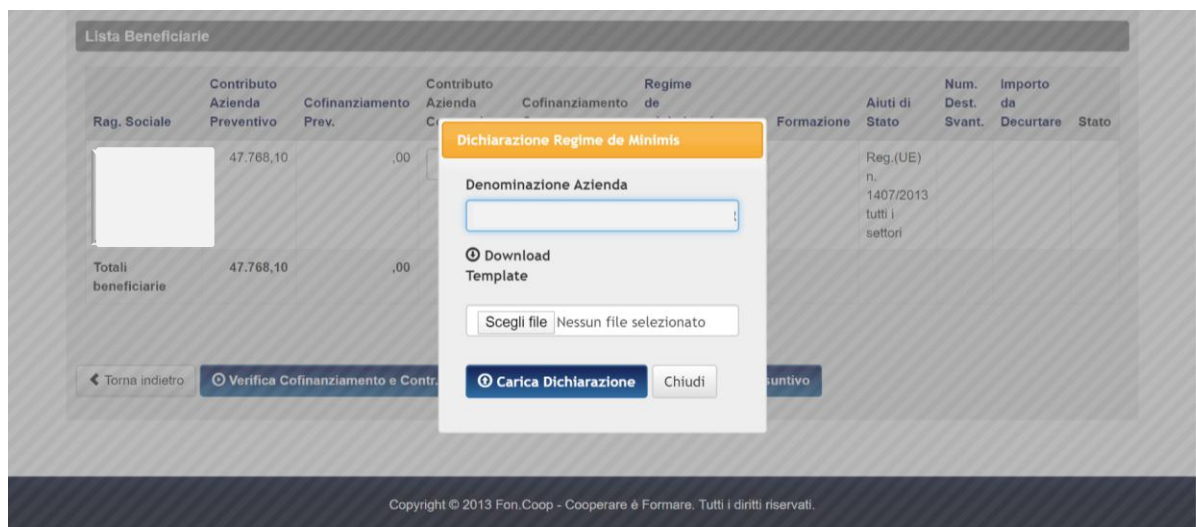 Lista Beneficiarie
Rag. Sociale
Contributo
Azienda
Preventivo
Cofinanziamento
Prev.
Contributo
Azienda
Cofinanziamento
Regime
de
Formazione
Aiuti di
Stato
Num.
Dest.
Svant.
Importo
da
Decurtare
Stato
47.768,10
,00
Reg.(UE)
n.
1407/2013
tutti i
settori
Totali
beneficiarie
47.768,10
,00
Dichiarazione Regime de Minimis
Denominazione Azienda
Download
Template
Scegli file Nessun file selezionato
Carica Dichiarazione
Chiudi
Torna indietro
Verifica Cofinanziamento e Contr.
suntivo
Copyright © 2013 Fon.Coop - Cooperare è Formare. Tutti i diritti riservati.